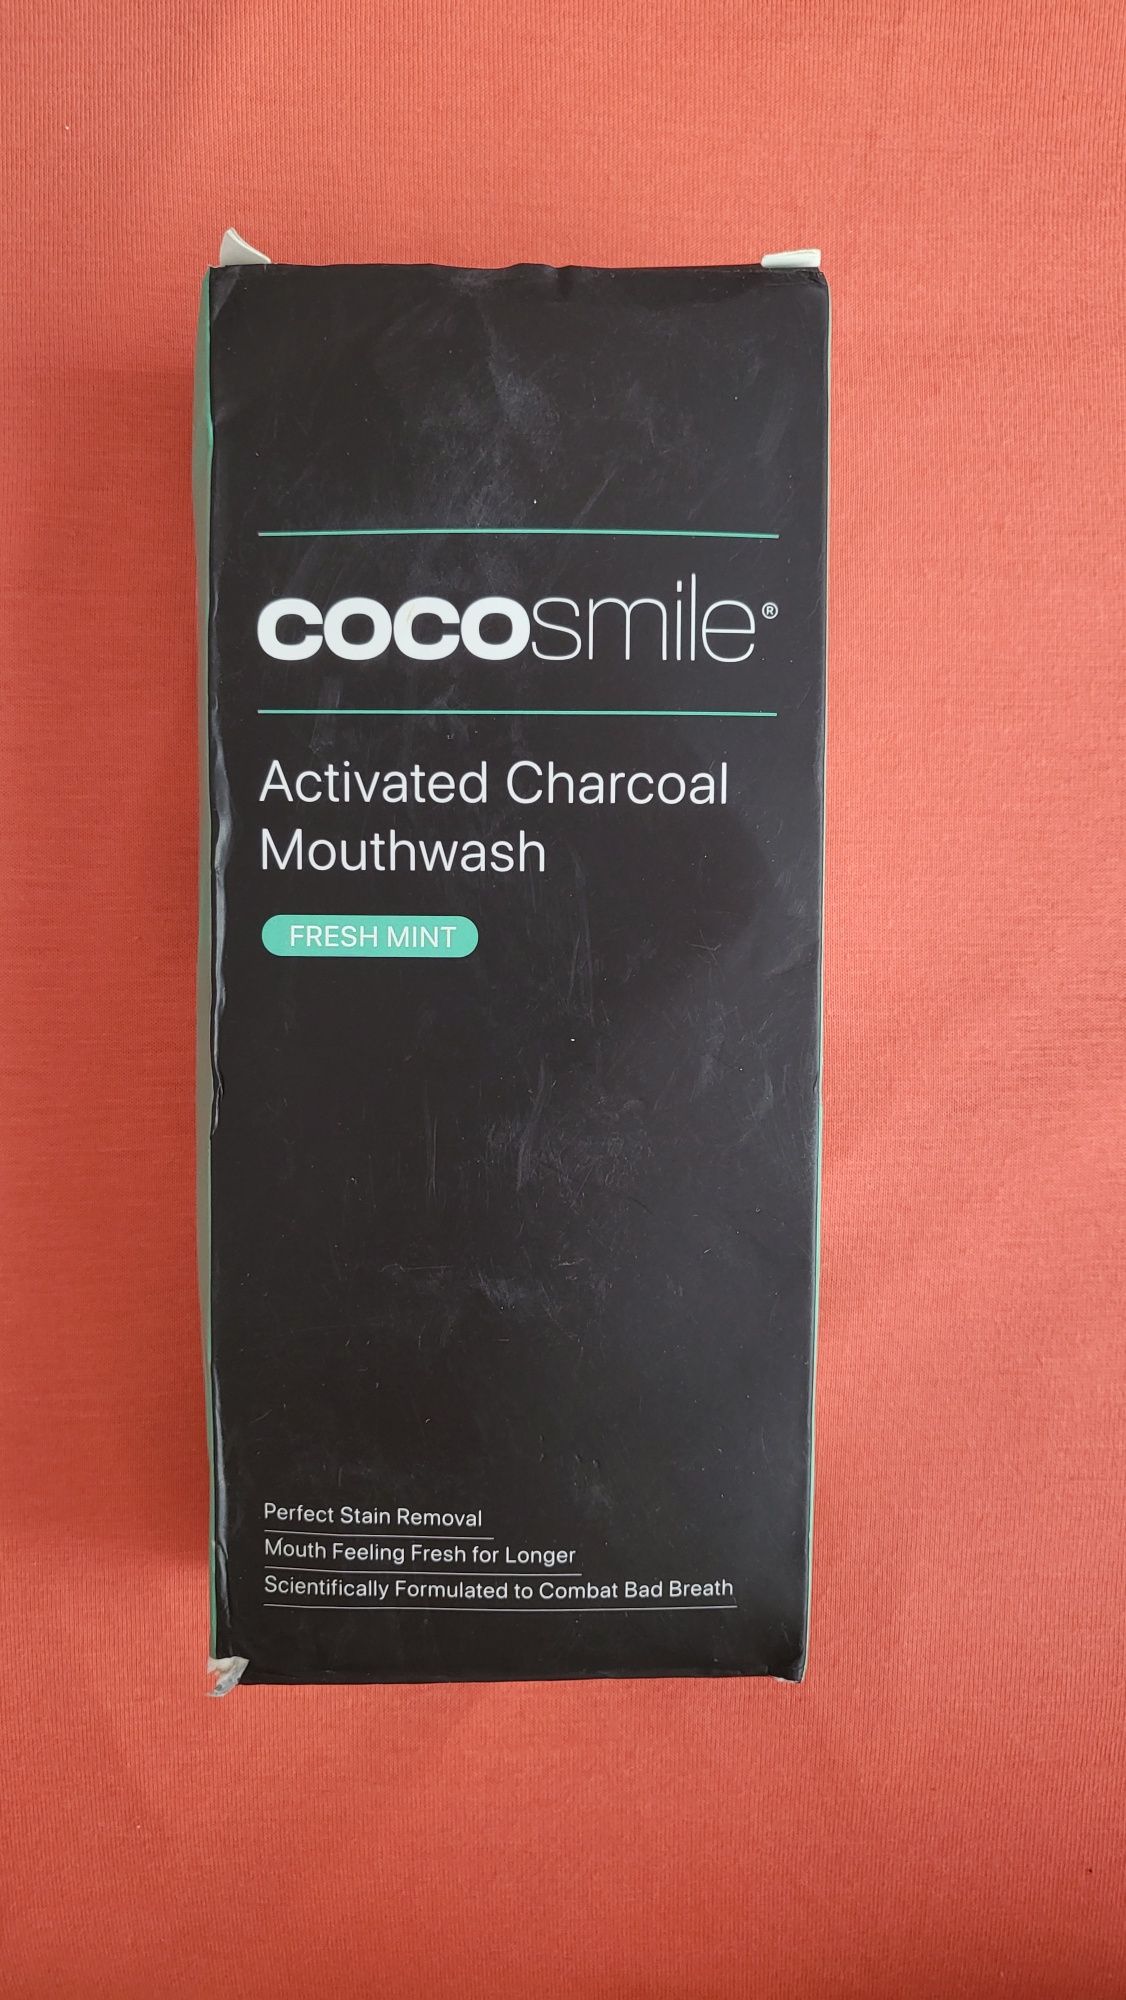 cocosmile®
Activated Charcoal
Mouthwash
FRESH MINT
Perfect Stain Removal
Mouth Feeling Fresh for Longer
Scientifically Formulated to Combat Bad Breath